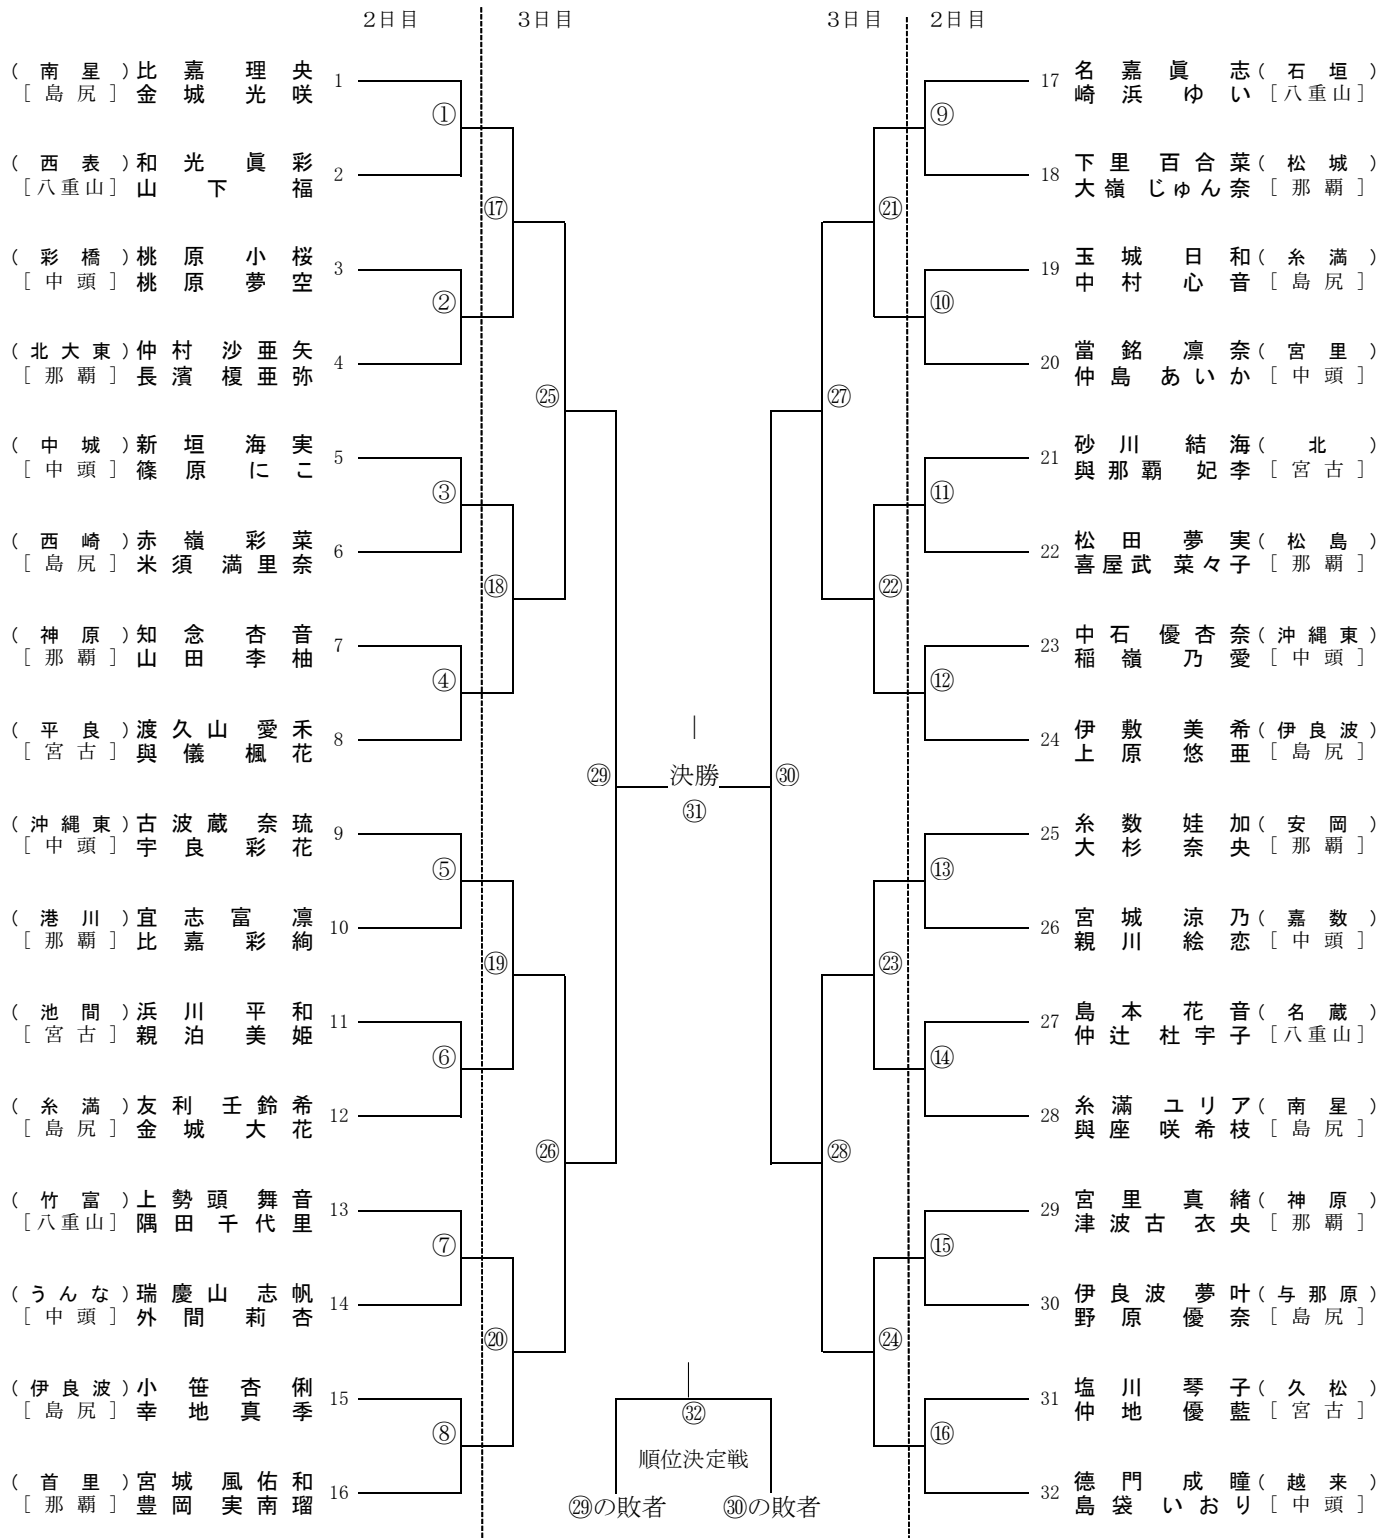 2日目 3日目 3日目 2日目
(南星)比嘉理央 1
[島尻]金城光咲
①
(西表)和光眞彩 2
[八重山]山下福
⑰
(彩橋)桃原小桜 3
[中頭]桃原夢空
②
(北大東)仲村沙亜矢 4
[那覇]長濱榎亜弥
㉕
(中城)新垣海実 5
[中頭]篠原にこ
③
(西崎)赤嶺彩菜 6
[島尻]米須満里奈
⑱
(神原)知念杏音 7
[那覇]山田李柚
④
(平良)渡久山愛禾 8
[宮古]與儀楓花
㉙
(沖縄東)古波蔵奈琉 9
[中頭]宇良彩花
⑤
(港川)宜志富凛 10
[那覇]比嘉彩絢
⑲
(池間)浜川平和 11
[宮古]親泊美姫
⑥
(糸満)友利壬鈴希 12
[島尻]金城大花
㉖
(竹富)上勢頭舞音 13
[八重山]隅田千代里
⑦
(うんな)瑞慶山志帆 14
[中頭]外間莉杏
⑳
(伊良波)小笹杏俐 15
[島尻]幸地真季
⑧
(首里)宮城風佑和 16
[那覇]豊岡実南瑠
決勝
㉛
㉜
順位決定戦
㉙の敗者 ㉚の敗者
17 名嘉眞志(石垣)
崎浜ゆい[八重山]
⑨
18 下里百合菜(松城)
大嶺じゅん奈[那覇]
㉑
19 玉城日和(糸満)
中村心音[島尻]
⑩
20 當銘凛奈(宮里)
仲島あいか[中頭]
㉗
21 砂川結海(北)
與那覇妃李[宮古]
⑪
22 松田夢実(松島)
喜屋武菜々子[那覇]
㉒
23 中石優杏奈(沖縄東)
稲嶺乃愛[中頭]
⑫
24 伊敷美希(伊良波)
上原悠亜[島尻]
㉚
25 糸数娃加(安岡)
大杉奈央[那覇]
⑬
26 宮城涼乃(嘉数)
親川絵恋[中頭]
㉓
27 島本花音(名蔵)
仲辻杜宇子[八重山]
⑭
28 糸滿ユリア(南星)
與座咲希枝[島尻]
㉘
29 宮里真緒(神原)
津波古衣央[那覇]
⑮
30 伊良波夢叶(与那原)
野原優奈[島尻]
㉔
31 塩川琴子(久松)
仲地優藍[宮古]
⑯
32 德門成瞳(越来)
島袋いおり[中頭]